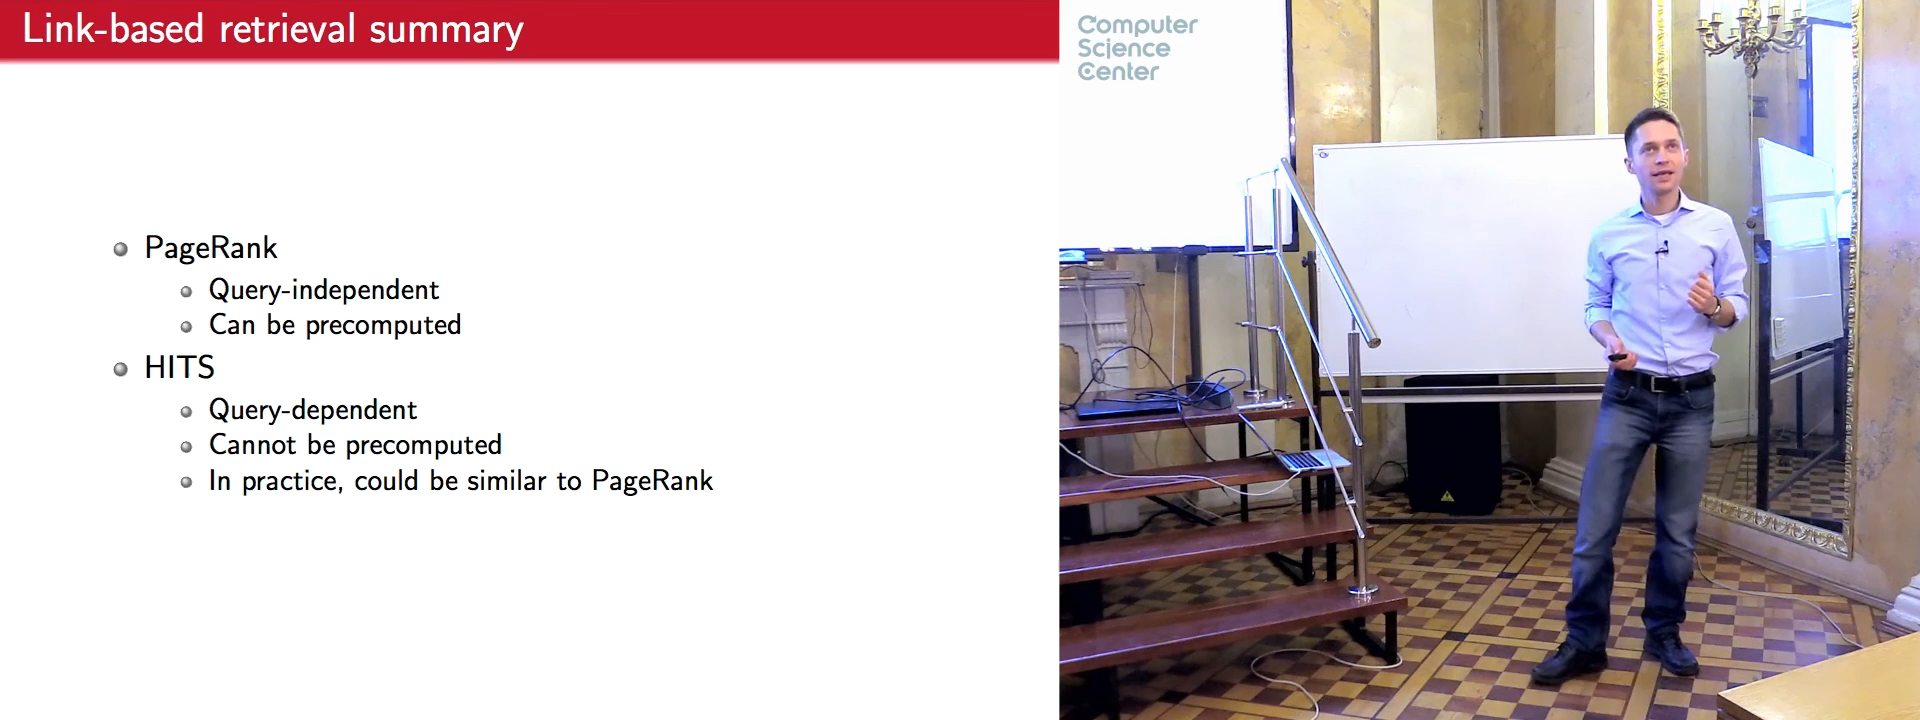 Link-based retrieval summary
PageRank
Query-independent
Can be precomputed
HITS
Query-dependent
Cannot be precomputed
In practice, could be similar to PageRank
Computer
Science
Center